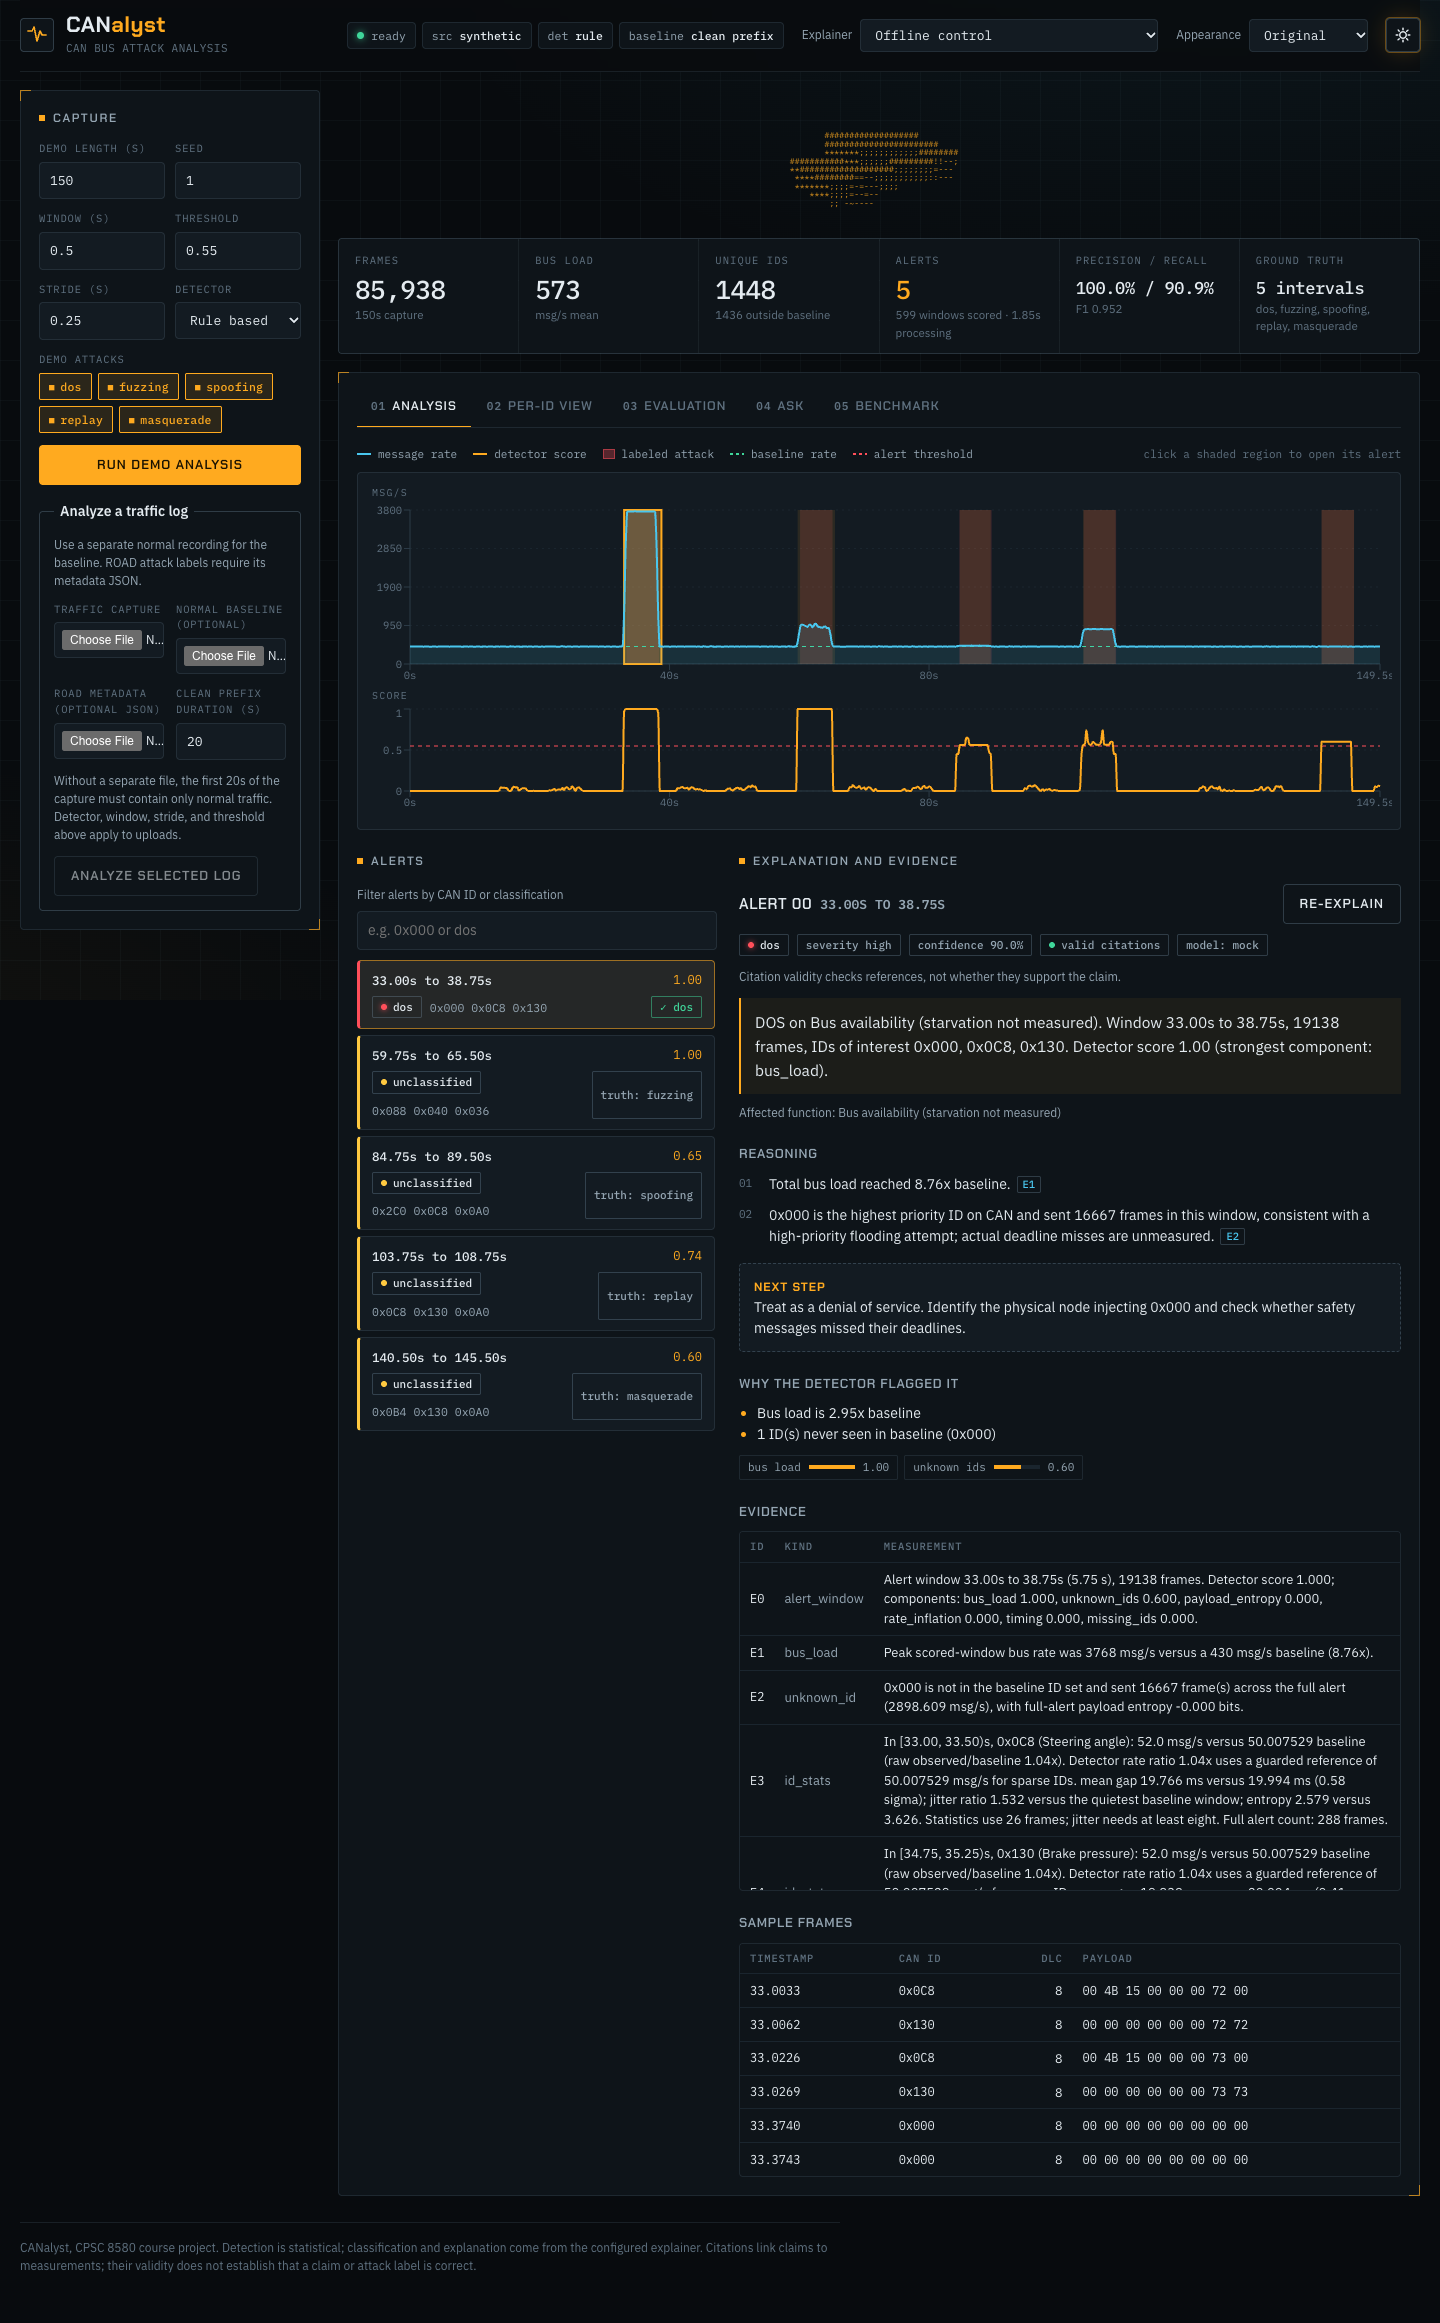 CANalyst
CAN BUS ATTACK ANALYSIS
ready
src synthetic
det rule
baseline clean prefix
Explainer
Offline control
Appearance
Original
CAPTURE
DEMO LENGTH (S)
SEED
150
1
WINDOW (S)
THRESHOLD
0.5
0.55
STRIDE (S)
DETECTOR
0.25
Rule based
DEMO ATTACKS
dos
fuzzing
spoofing
replay
masquerade
RUN DEMO ANALYSIS
Analyze a traffic log
Use a separate normal recording for the
baseline. ROAD attack labels require its
metadata JSON.
TRAFFIC CAPTURE
NORMAL BASELINE
(OPTIONAL)
Choose File N...
Choose File N...
ROAD METADATA
(OPTIONAL JSON)
CLEAN PREFIX
DURATION (S)
Choose File N...
20
Without a separate file, the first 20s of the
capture must contain only normal traffic.
Detector, window, stride, and threshold
above apply to uploads.
ANALYZE SELECTED LOG
FRAMES
85,938
150s capture
BUS LOAD
573
msg/s mean
UNIQUE IDS
1448
1436 outside baseline
ALERTS
5
599 windows scored · 1.85s
processing
PRECISION / RECALL
100.0% / 90.9%
F1 0.952
GROUND TRUTH
5 intervals
dos, fuzzing, spoofing,
replay, masquerade
01 ANALYSIS
02 PER-ID VIEW
03 EVALUATION
04 ASK
05 BENCHMARK
message rate
detector score
labeled attack
baseline rate
alert threshold
click a shaded region to open its alert
MSG/S
3800
2850
1900
950
0
0s
40s
80s
149.5s
SCORE
1
0.5
0
0s
40s
80s
149.5s
ALERTS
Filter alerts by CAN ID or classification
e.g. 0x000 or dos
33.00s to 38.75s
1.00
dos
0x000 0x0C8 0x130
✓ dos
59.75s to 65.50s
1.00
unclassified
truth: fuzzing
0x088 0x040 0x036
84.75s to 89.50s
0.65
unclassified
truth: spoofing
0x2C0 0x0C8 0x0A0
103.75s to 108.75s
0.74
unclassified
truth: replay
0x0C8 0x130 0x0A0
140.50s to 145.50s
0.60
unclassified
truth: masquerade
0x0B4 0x130 0x0A0
EXPLANATION AND EVIDENCE
ALERT 00 33.00S TO 38.75S
RE-EXPLAIN
dos
severity high
confidence 90.0%
valid citations
model: mock
Citation validity checks references, not whether they support the claim.
DOS on Bus availability (starvation not measured). Window 33.00s to 38.75s, 19138
frames, IDs of interest 0x000, 0x0C8, 0x130. Detector score 1.00 (strongest component:
bus_load).
Affected function: Bus availability (starvation not measured)
REASONING
01 Total bus load reached 8.76x baseline. E1
02 0x000 is the highest priority ID on CAN and sent 16667 frames in this window, consistent with a
high-priority flooding attempt; actual deadline misses are unmeasured. E2
NEXT STEP
Treat as a denial of service. Identify the physical node injecting 0x000 and check whether safety
messages missed their deadlines.
WHY THE DETECTOR FLAGGED IT
Bus load is 2.95x baseline
1 ID(s) never seen in baseline (0x000)
bus load 1.00
unknown ids 0.60
EVIDENCE
ID KIND MEASUREMENT
E0 alert_window
Alert window 33.00s to 38.75s (5.75 s), 19138 frames. Detector score 1.000;
components: bus_load 1.000, unknown_ids 0.600, payload_entropy 0.000,
rate_inflation 0.000, timing 0.000, missing_ids 0.000.
E1 bus_load Peak scored-window bus rate was 3768 msg/s versus a 430 msg/s baseline (8.76x).
E2 unknown_id
0x000 is not in the baseline ID set and sent 16667 frame(s) across the full alert
(2898.609 msg/s), with full-alert payload entropy -0.000 bits.
E3 id_stats
In [33.00, 33.50)s, 0x0C8 (Steering angle): 52.0 msg/s versus 50.007529 baseline
(raw observed/baseline 1.04x). Detector rate ratio 1.04x uses a guarded reference of
50.007529 msg/s for sparse IDs. mean gap 19.766 ms versus 19.994 ms (0.58
sigma); jitter ratio 1.532 versus the quietest baseline window; entropy 2.579 versus
3.626. Statistics use 26 frames; jitter needs at least eight. Full alert count: 288 frames.
In [34.75, 35.25)s, 0x130 (Brake pressure): 52.0 msg/s versus 50.007529 baseline
(raw observed/baseline 1.04x). Detector rate ratio 1.04x uses a guarded reference of
SAMPLE FRAMES
TIMESTAMP CAN ID DLC PAYLOAD
33.0033 0x0C8 8 00 4B 15 00 00 00 72 00
33.0062 0x130 8 00 00 00 00 00 00 72 72
33.0226 0x0C8 8 00 4B 15 00 00 00 73 00
33.0269 0x130 8 00 00 00 00 00 00 73 73
33.3740 0x000 8 00 00 00 00 00 00 00 00
33.3743 0x000 8 00 00 00 00 00 00 00 00
CANalyst, CPSC 8580 course project. Detection is statistical; classification and explanation come from the configured explainer. Citations link claims to
measurements; their validity does not establish that a claim or attack label is correct.